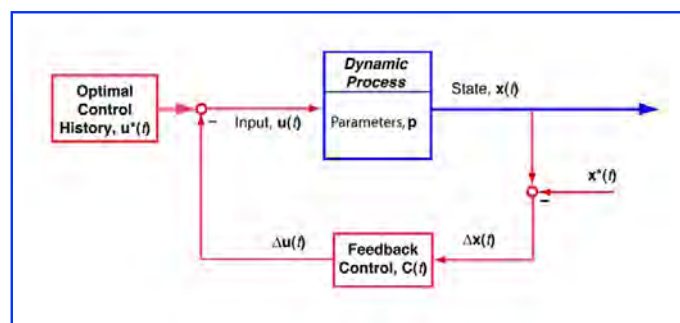 Dynamic
Process
Parameters, p
Optimal
Control
History, u*(t)
–
Input, u(t)
State, x(t)
x*(t)
–
Δx(t)
Feedback
Control, C(t)
Δu(t)